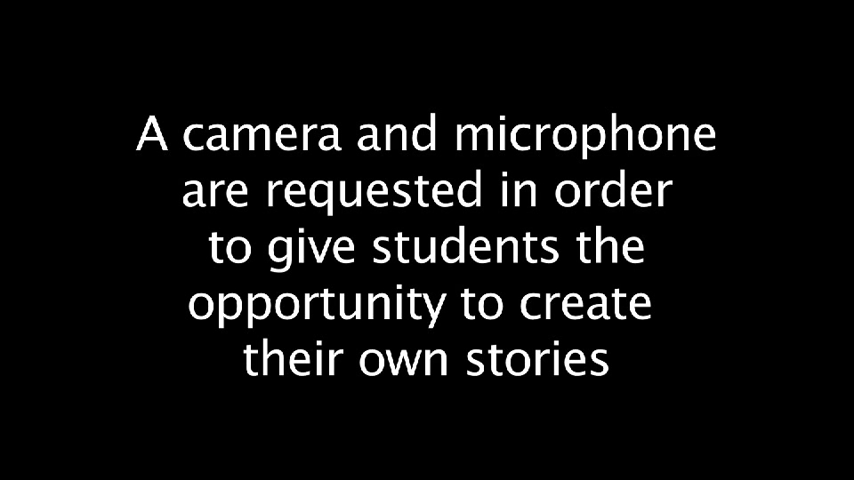 A camera and microphone
are requested in order
to give students the
opportunity to create
their own stories